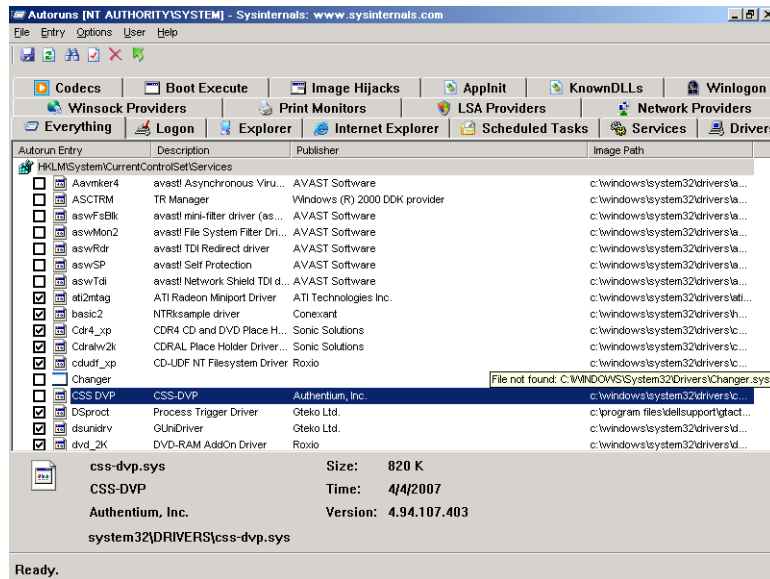 Autoruns [NT AUTHORITY\SYSTEM] - Sysinternals: www.sysinternals.com
File Entry Options User Help
Codecs Boot Execute Image Hijacks AppInit KnownDLLs Winlogon
Winsock Providers Print Monitors LSA Providers Network Providers
Everything Logon Explorer Internet Explorer Scheduled Tasks Services Drivers
Autorun Entry Description Publisher Image Path
HKLM\System\CurrentControlSet\Services
Aavmker4 avast! Asynchronous Viru... AVAST Software c:\windows\system32\drivers\a...
ASCTRM TR Manager Windows (R) 2000 DDK provider c:\windows\system32\drivers\a...
aswFsBlk avast! mini-filter driver (as... AVAST Software c:\windows\system32\drivers\a...
aswMon2 avast! File System Filter Dri... AVAST Software c:\windows\system32\drivers\a...
aswRdr avast! TDI Redirect driver AVAST Software c:\windows\system32\drivers\a...
aswSP avast! Self Protection AVAST Software c:\windows\system32\drivers\a...
aswTdi avast! Network Shield TDI d... AVAST Software c:\windows\system32\drivers\a...
ati2mtag ATI Radeon Miniport Driver ATI Technologies Inc. c:\windows\system32\drivers\ati...
basic2 NTRksample driver Conexant c:\windows\system32\drivers\h...
Cdr4_xp CDR4 CD and DVD Place H... Sonic Solutions c:\windows\system32\drivers\c...
Cdralw2k CDRAL Place Holder Driver... Sonic Solutions c:\windows\system32\drivers\c...
cdudf_xp CD-UDF NT Filesystem Driver Roxio c:\windows\system32\drivers\c...
Changer File not found: C:\WINDOWS\System32\Drivers\Changer.sys
CSS DVP CSS-DVP Authentium, Inc. c:\windows\system32\drivers\c...
DSproct Process Trigger Driver Gteko Ltd. c:\program files\dellsupport\gtact...
dsunidrv GUniDriver Gteko Ltd. c:\windows\system32\drivers\d...
dvd_2K DVD-RAM AddOn Driver Roxio c:\windows\system32\drivers\d...
css-dvp.sys Size: 820 K
CSS-DVP Time: 4/4/2007
Authentium, Inc. Version: 4.94.107.403
system32\DRIVERS\css-dvp.sys
Ready.